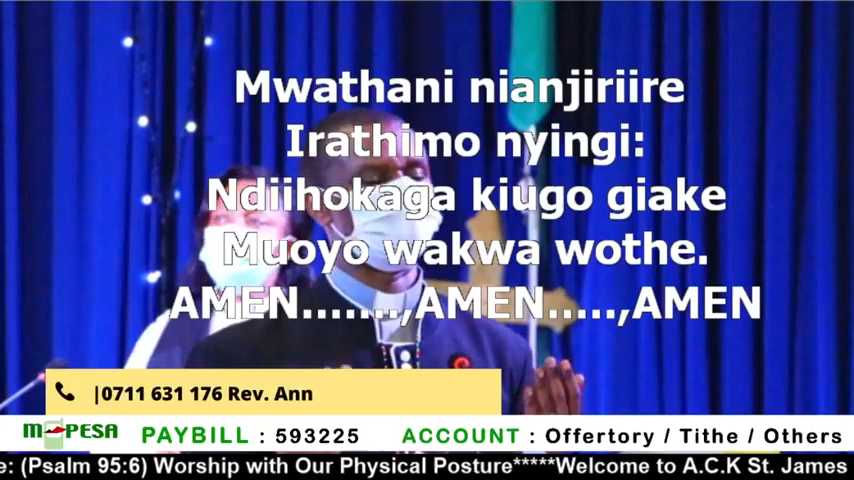 Mwathani nianjiriire
Irathimo nyingi:
Ndiihokaga kiugo giake
Muoyo wakwa wothe.
AMEN.......,AMEN.....,AMEN
|0711 631 176 Rev. Ann
M-PESA PAYBILL : 593225 ACCOUNT : Offertory / Tithe / Others
e: (Psalm 95:6) Worship with Our Physical Posture*****Welcome to A.C.K St. James